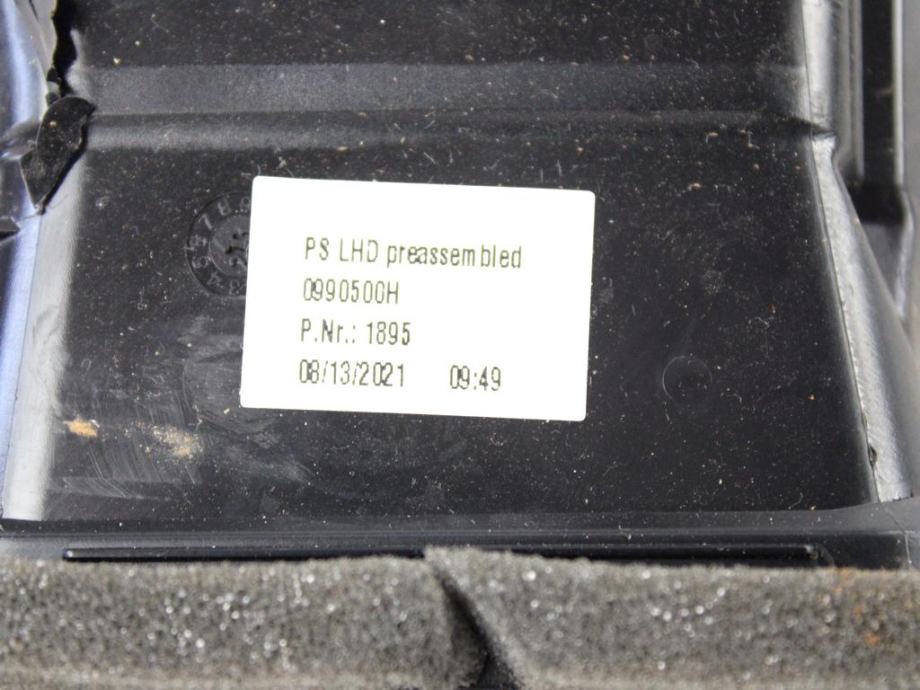 PS LHD preassembled
0990500H
P.Nr.: 1895
08/13/2021 09:49